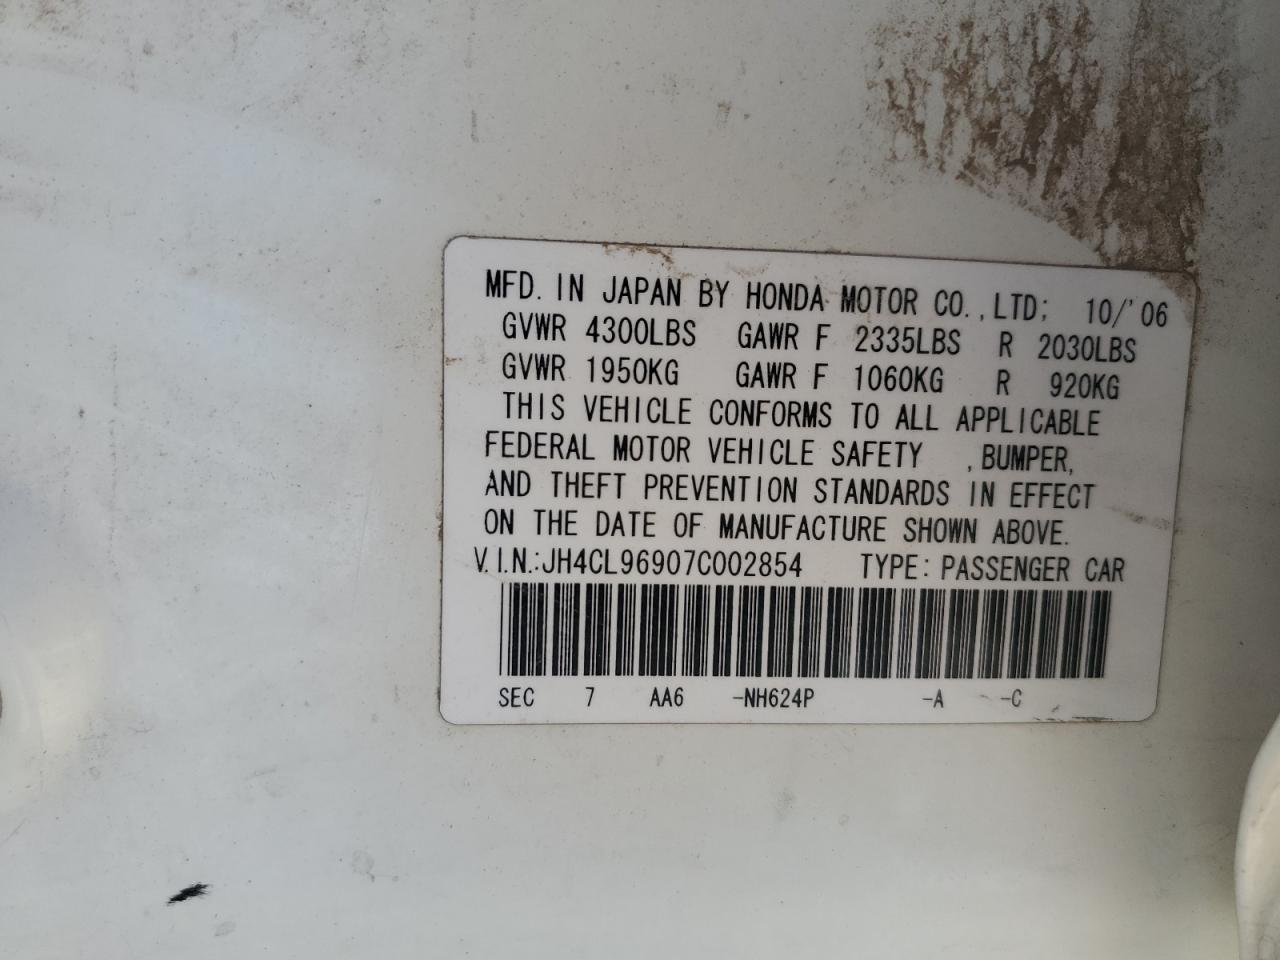 MFD. IN JAPAN BY HONDA MOTOR CO., LTD; 10/'06
GVWR 4300LBS GAWR F 2335LBS R 2030LBS
GVWR 1950KG GAWR F 1060KG R 920KG
THIS VEHICLE CONFORMS TO ALL APPLICABLE
FEDERAL MOTOR VEHICLE SAFETY , BUMPER,
AND THEFT PREVENTION STANDARDS IN EFFECT
ON THE DATE OF MANUFACTURE SHOWN ABOVE.
V.I.N.:JH4CL96907C002854 TYPE: PASSENGER CAR
SEC 7 AA6 -NH624P -A -C